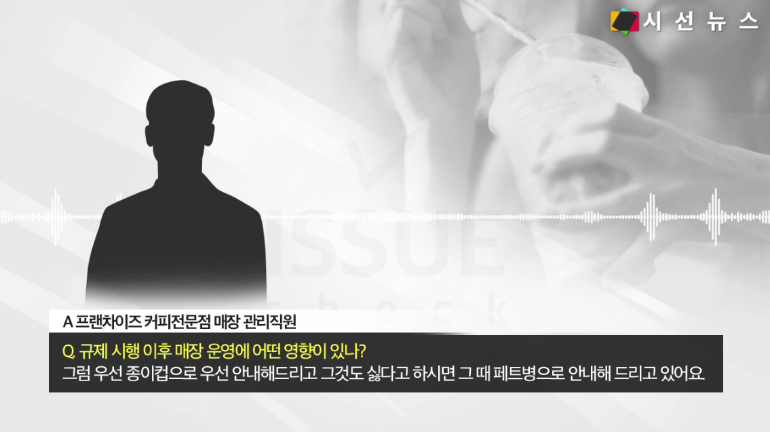 시선뉴스
ISSUE
check
A 프랜차이즈 커피전문점 매장 관리직원
Q. 규제 시행 이후 매장 운영에 어떤 영향이 있나?
그럼 우선 종이컵으로 우선 안내해드리고 그것도 싫다고 하시면 그 때 페트병으로 안내해 드리고 있어요.